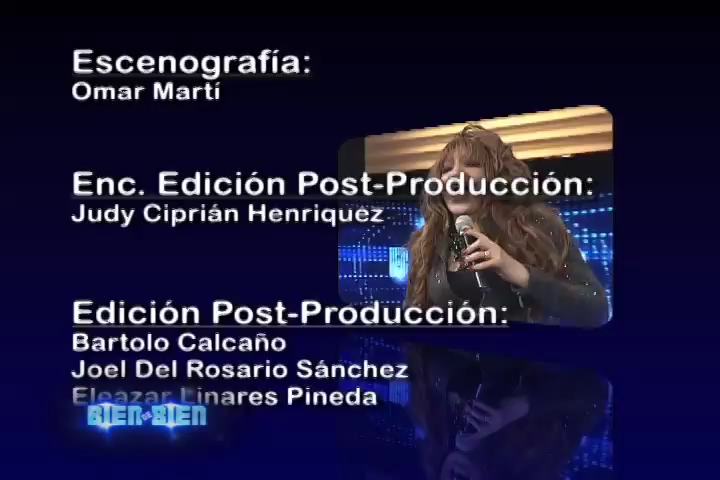 Escenografía:
Omar Martí
Enc. Edición Post-Producción:
Judy Ciprián Henriquez
Edición Post-Producción:
Bartolo Calcaño
Joel Del Rosario Sánchez
Eleazar Linares Pineda
BIEN DE BIEN